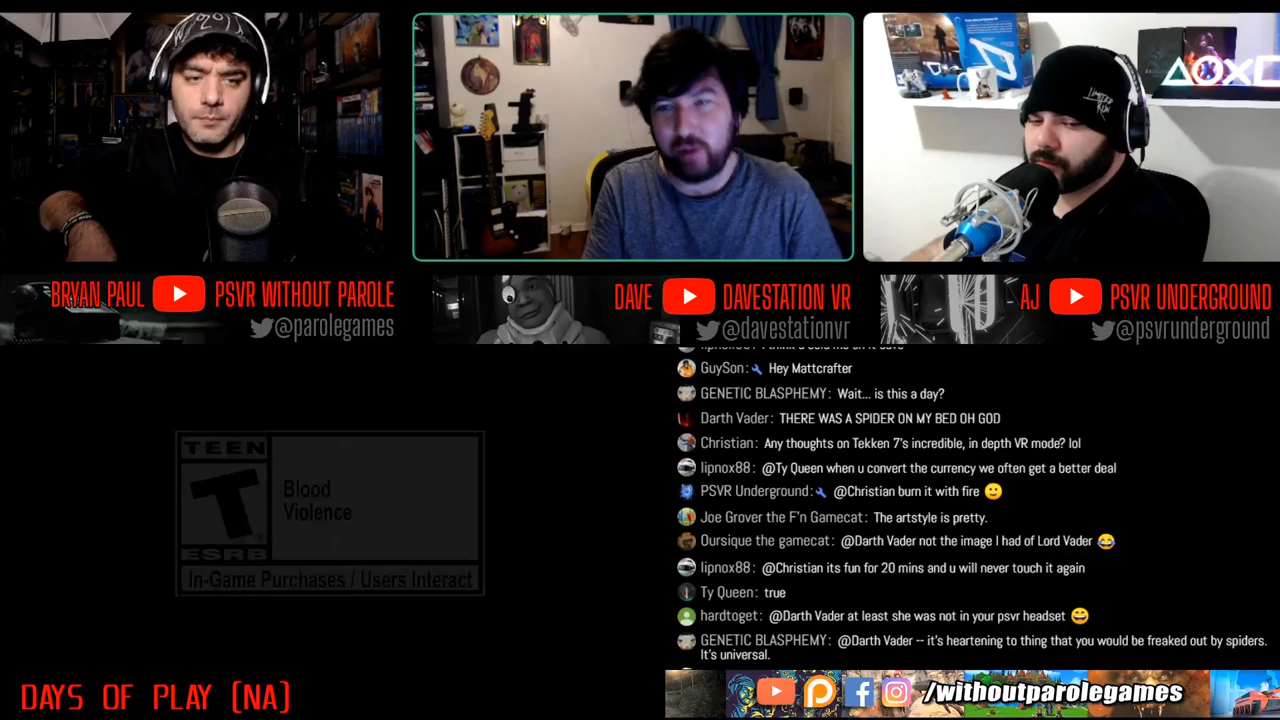 LIMITED
RUN
BRYAN PAUL PSVR WITHOUT PAROLE
@parolegames
DAVE DAVESTATION VR
@davestationvr
AJ PSVR UNDERGROUND
@psvrunderground
GuySon: Hey Mattcrafter
GENETIC BLASPHEMY: Wait... is this a day?
Darth Vader: THERE WAS A SPIDER ON MY BED OH GOD
Christian: Any thoughts on Tekken 7's incredible, in depth VR mode? lol
lipnox88: @Ty Queen when u convert the currency we often get a better deal
PSVR Underground: @Christian burn it with fire 🙂
Joe Grover the F'n Gamecat: The artstyle is pretty.
Oursique the gamecat: @Darth Vader not the image I had of Lord Vader 😂
lipnox88: @Christian its fun for 20 mins and u will never touch it again
Ty Queen: true
hardtoget: @Darth Vader at least she was not in your psvr headset 😄
GENETIC BLASPHEMY: @Darth Vader -- it's heartening to thing that you would be freaked out by spiders.
It's universal.
TEEN
T
ESRB
Blood
Violence
In-Game Purchases / Users Interact
DAYS OF PLAY (NA)
/withoutparolegames